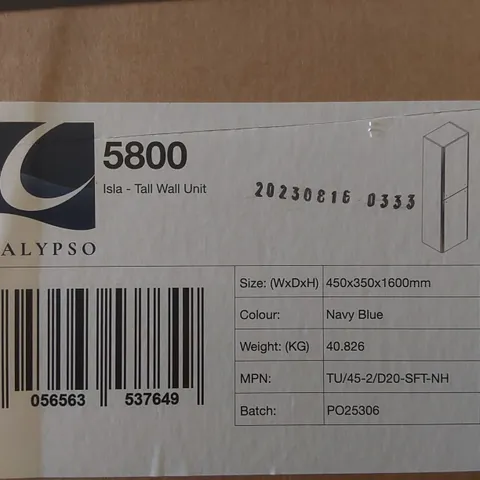 5800
Isla - Tall Wall Unit
20230816 0333
ALYPSO
Size: (WxDxH) 450x350x1600mm
Colour: Navy Blue
Weight: (KG) 40.826
MPN: TU/45-2/D20-SFT-NH
Batch: PO25306
056563 537649